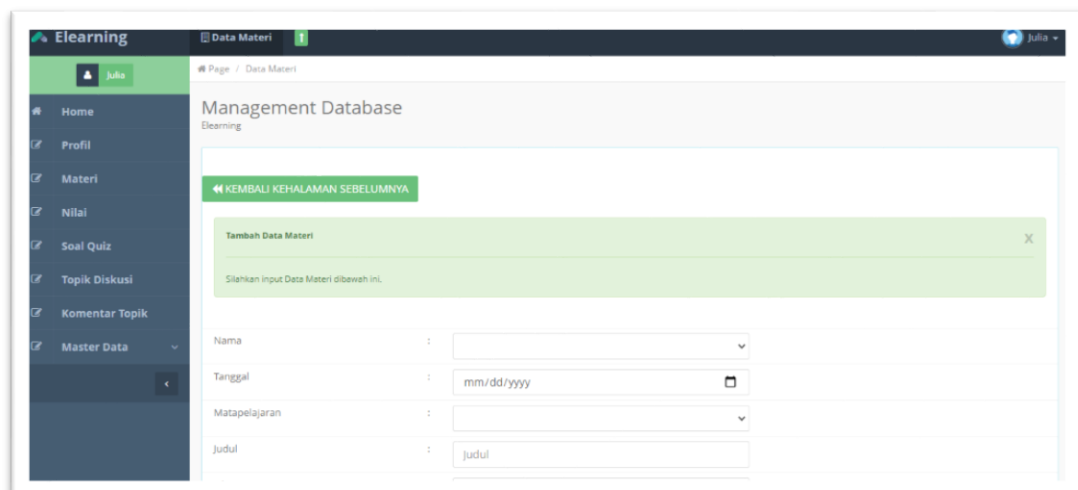 Elearning
Data Materi
Julia
Julia
Page / Data Materi
Home
Profil
Materi
Nilai
Soal Quiz
Topik Diskusi
Komentar Topik
Master Data
Management Database
Elearning
KEMBALI KEHALAMAN SEBELUMNYA
Tambah Data Materi
X
Silahkan input Data Materi dibawah ini.
Nama :
Tanggal : mm/dd/yyyy
Matapelajaran :
Judul : Judul